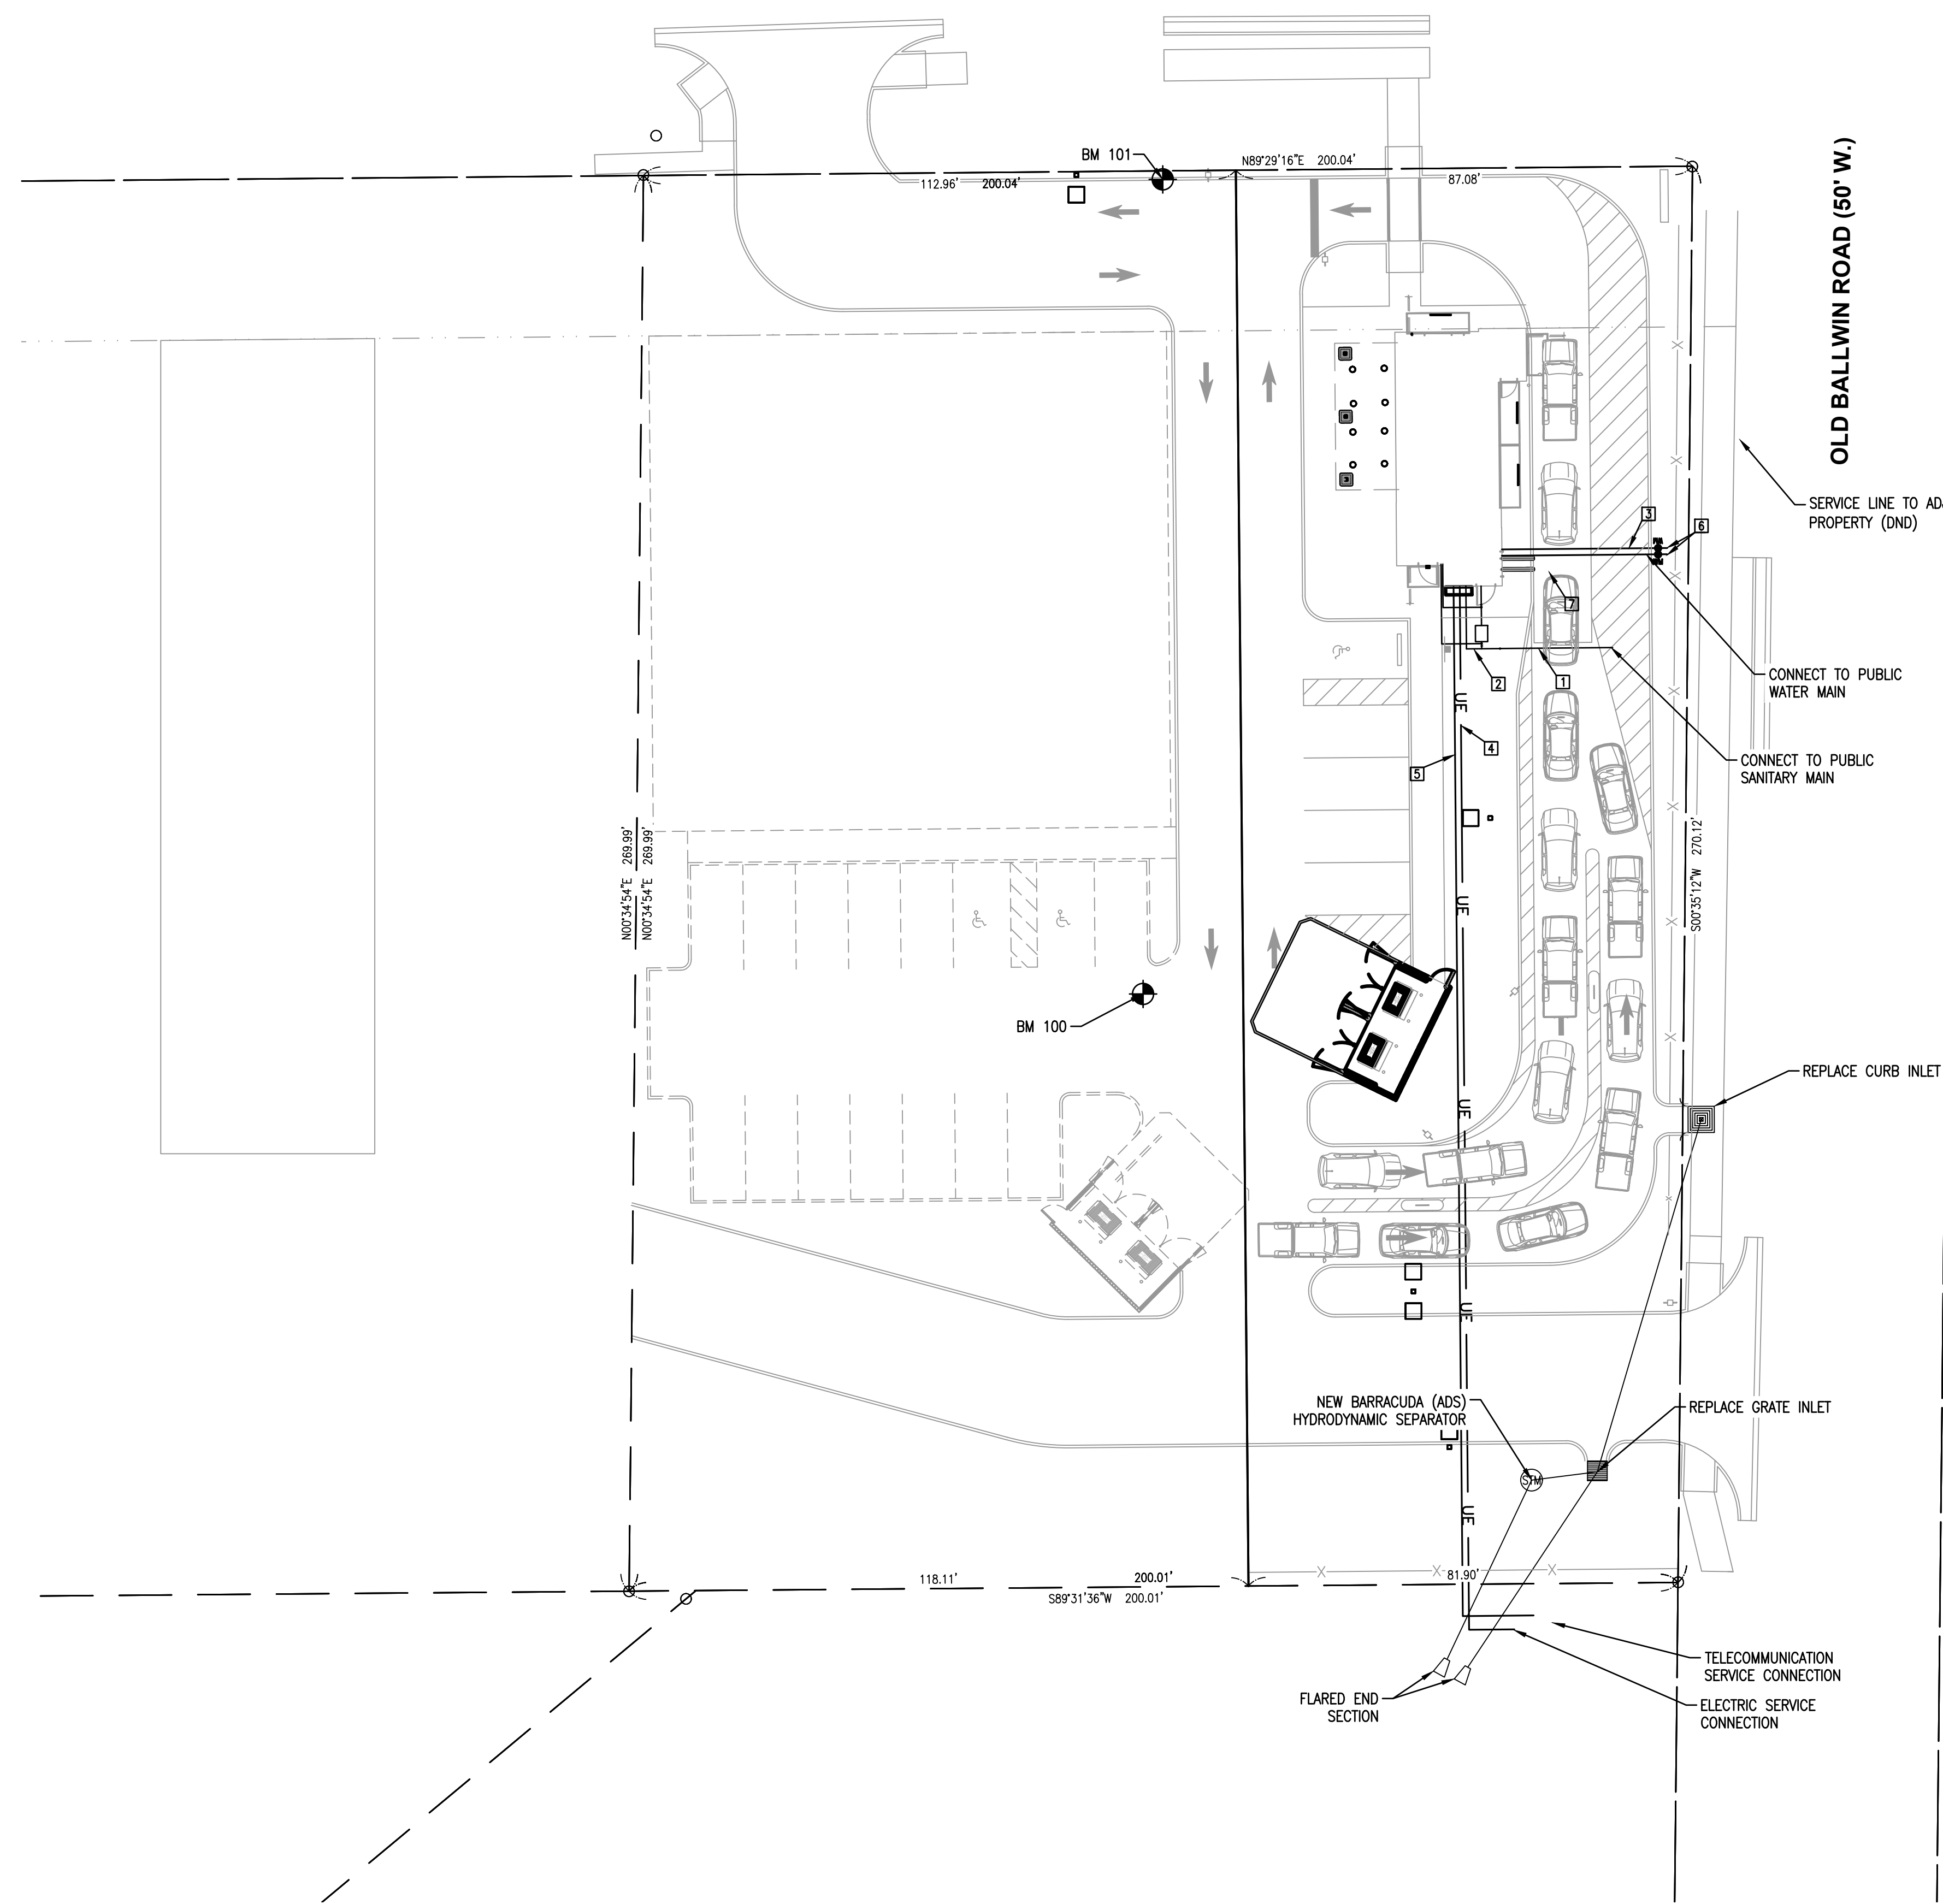 BM 101
N89°29'16"E 200.04'
112.96'
200.04'
87.08'
OLD BALLWIN ROAD (50' W.)
SERVICE LINE TO
PROPERTY (DND)
3
6
7
CONNECT TO PUBLIC
WATER MAIN
2
1
UE
4
CONNECT TO PUBLIC
SANITARY MAIN
5
N00°34'54"E 269.99'
N00°34'54"E 269.99'
S00°35'12"W 270.12'
UE
BM 100
REPLACE CURB INLET
UE
UE
NEW BARRACUDA (ADS)
HYDRODYNAMIC SEPARATOR
REPLACE GRATE INLET
STM
UE
118.11'
200.01'
81.90'
S89°31'36"W 200.01'
TELECOMMUNICATION
SERVICE CONNECTION
FLARED END
SECTION
ELECTRIC SERVICE
CONNECTION